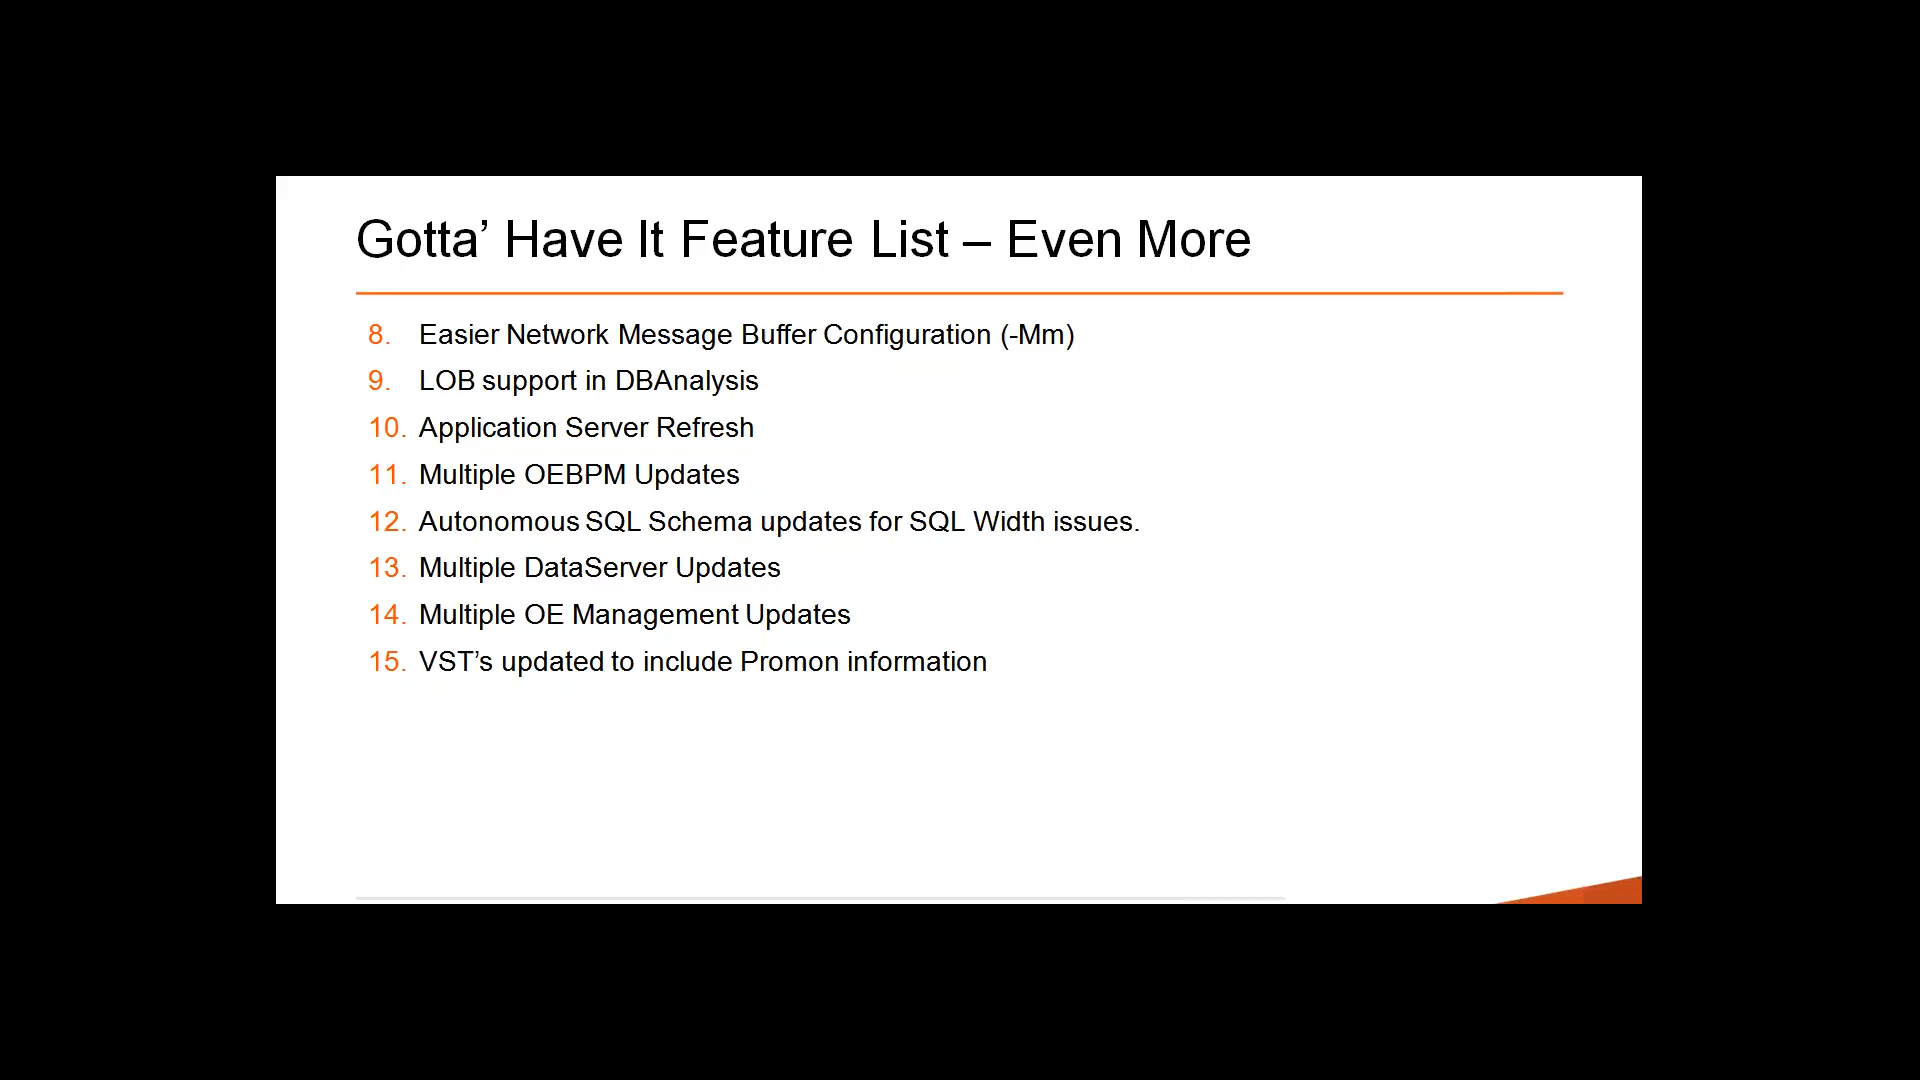 Gotta’ Have It Feature List – Even More
8. Easier Network Message Buffer Configuration (-Mm)
9. LOB support in DBAnalysis
10. Application Server Refresh
11. Multiple OEBPM Updates
12. Autonomous SQL Schema updates for SQL Width issues.
13. Multiple DataServer Updates
14. Multiple OE Management Updates
15. VST’s updated to include Promon information